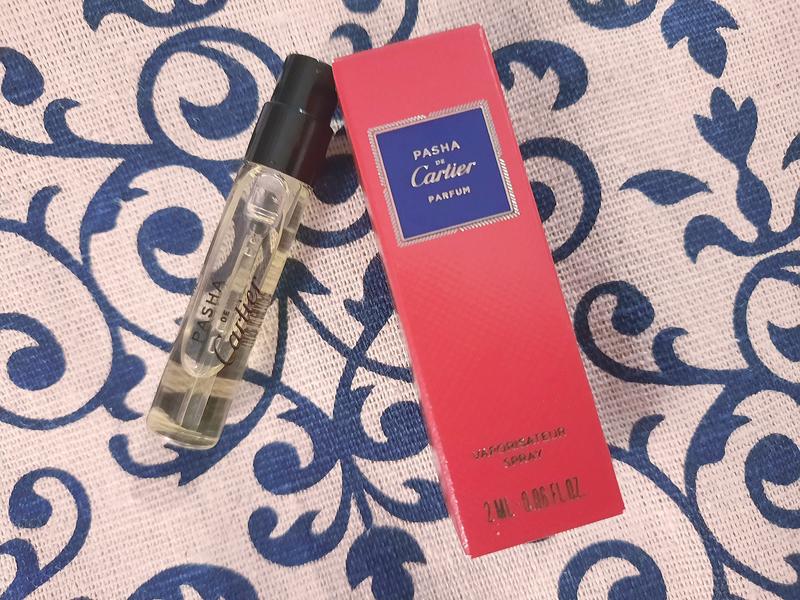 PASHA
DE
Cartier
PASHA
DE
Cartier
PARFUM
VAPORISATEUR
SPRAY
2 ML 0.06 FL.OZ.